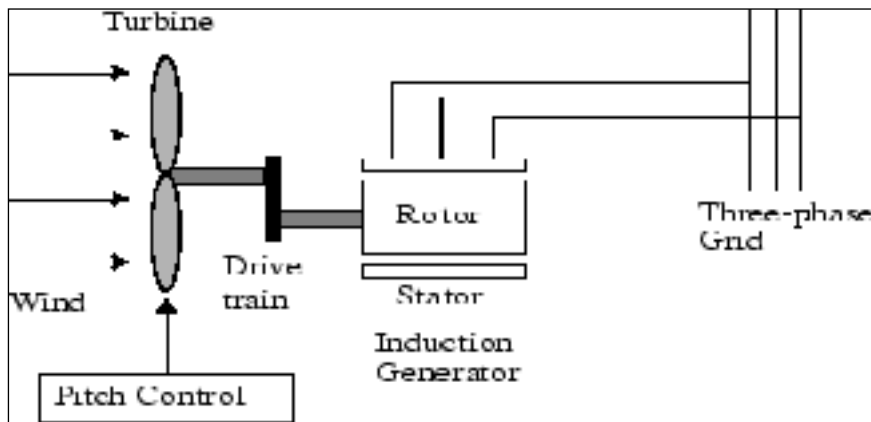 Turbine
Rotor
Three-phase
Grid
Drive
train
Wind
Stator
Induction
Generator
Pitch Control